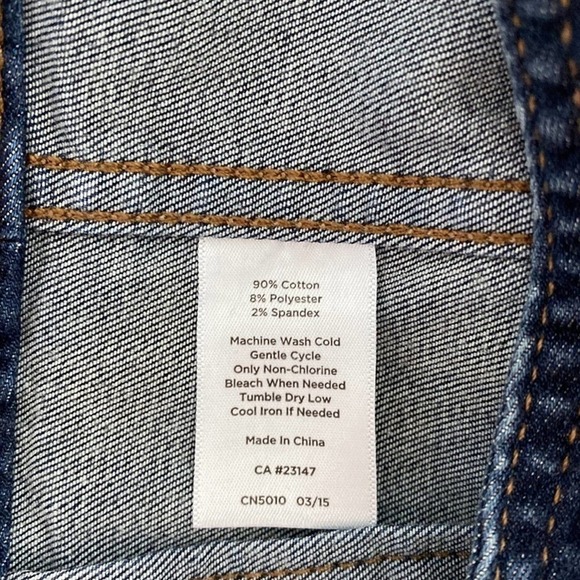 90% Cotton
8% Polyester
2% Spandex
Machine Wash Cold
Gentle Cycle
Only Non-Chlorine
Bleach When Needed
Tumble Dry Low
Cool Iron If Needed
Made In China
CA #23147
CN5010 03/15